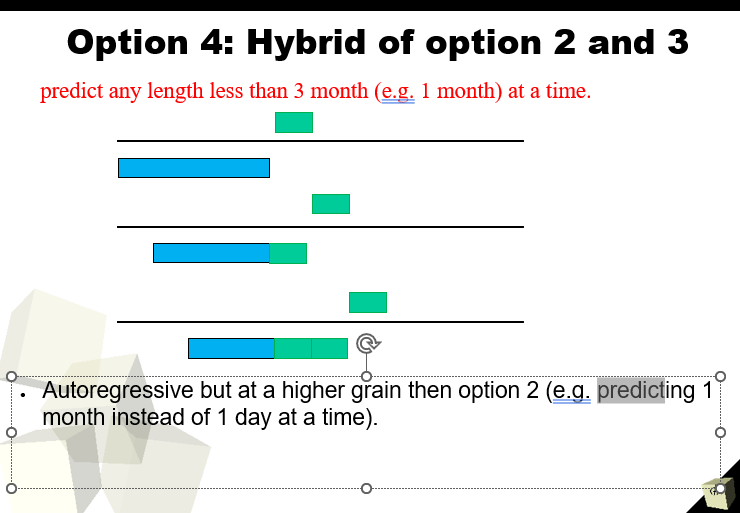 Option 4: Hybrid of option 2 and 3
predict any length less than 3 month (e.g. 1 month) at a time.
• Autoregressive but at a higher grain then option 2 (e.g. predicting 1
month instead of 1 day at a time).